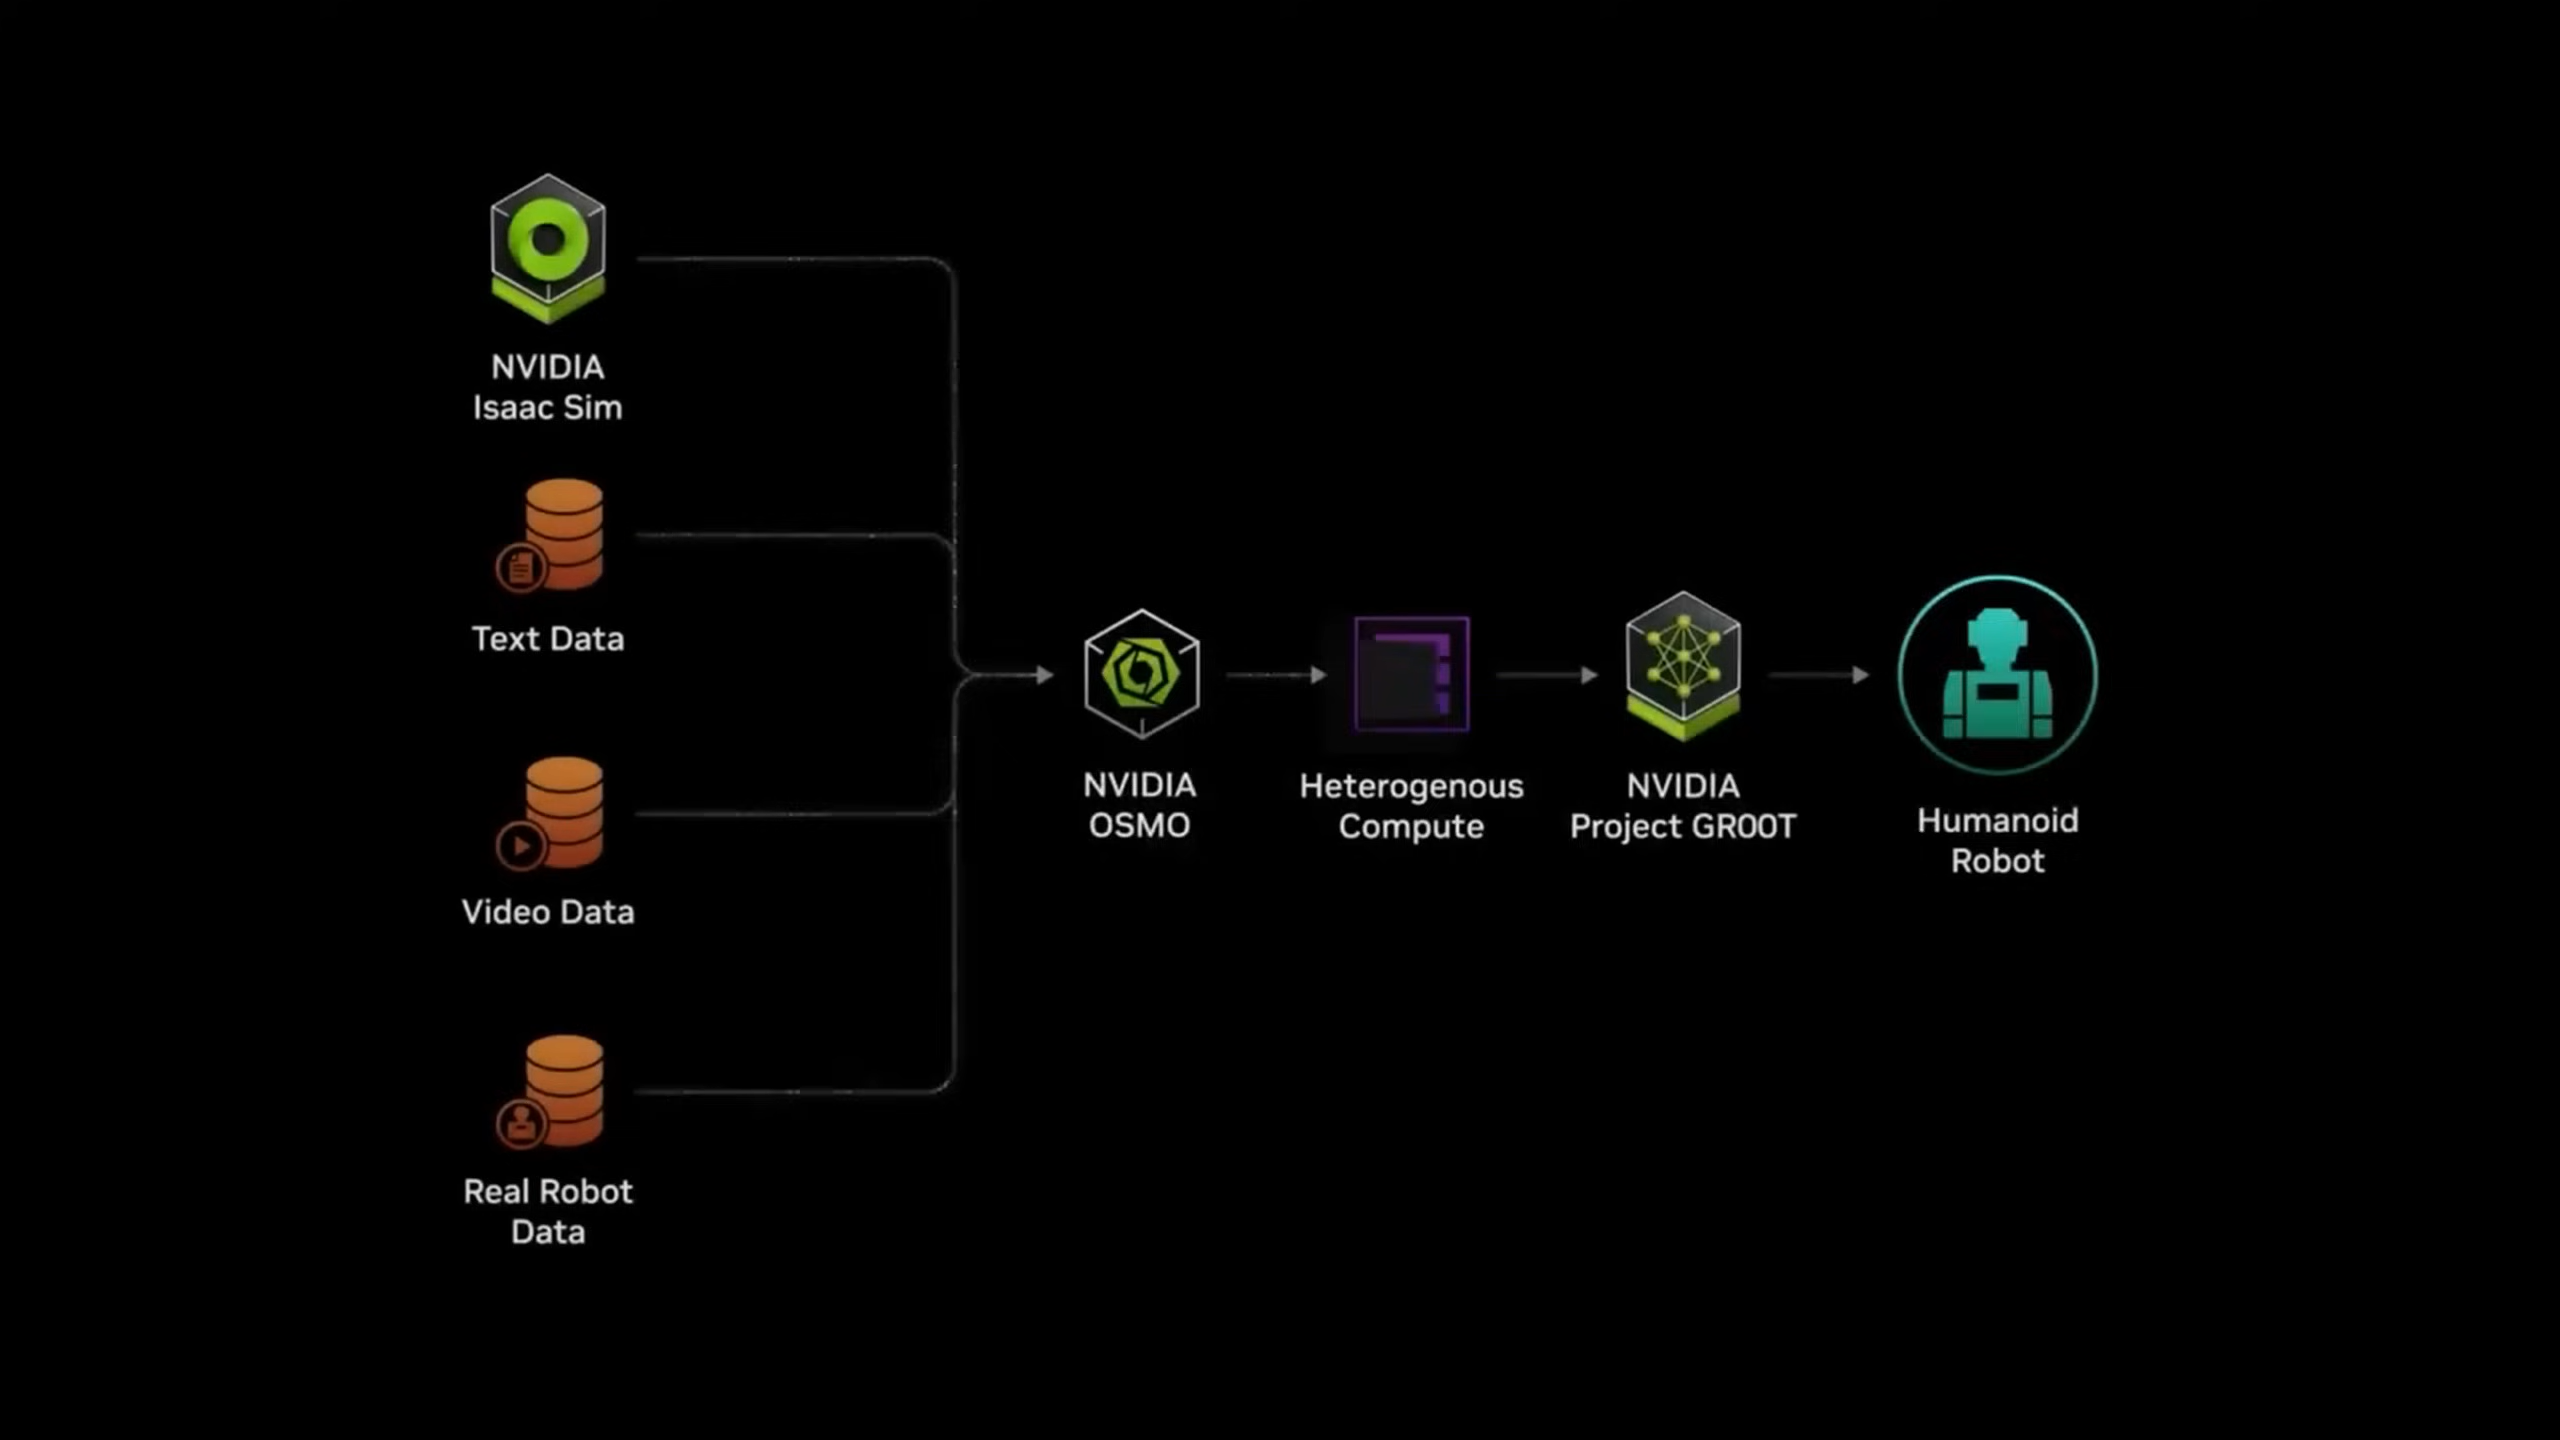 NVIDIA
Isaac Sim
Text Data
Video Data
Real Robot
Data
NVIDIA
OSMO
Heterogenous
Compute
NVIDIA
Project GR00T
Humanoid
Robot